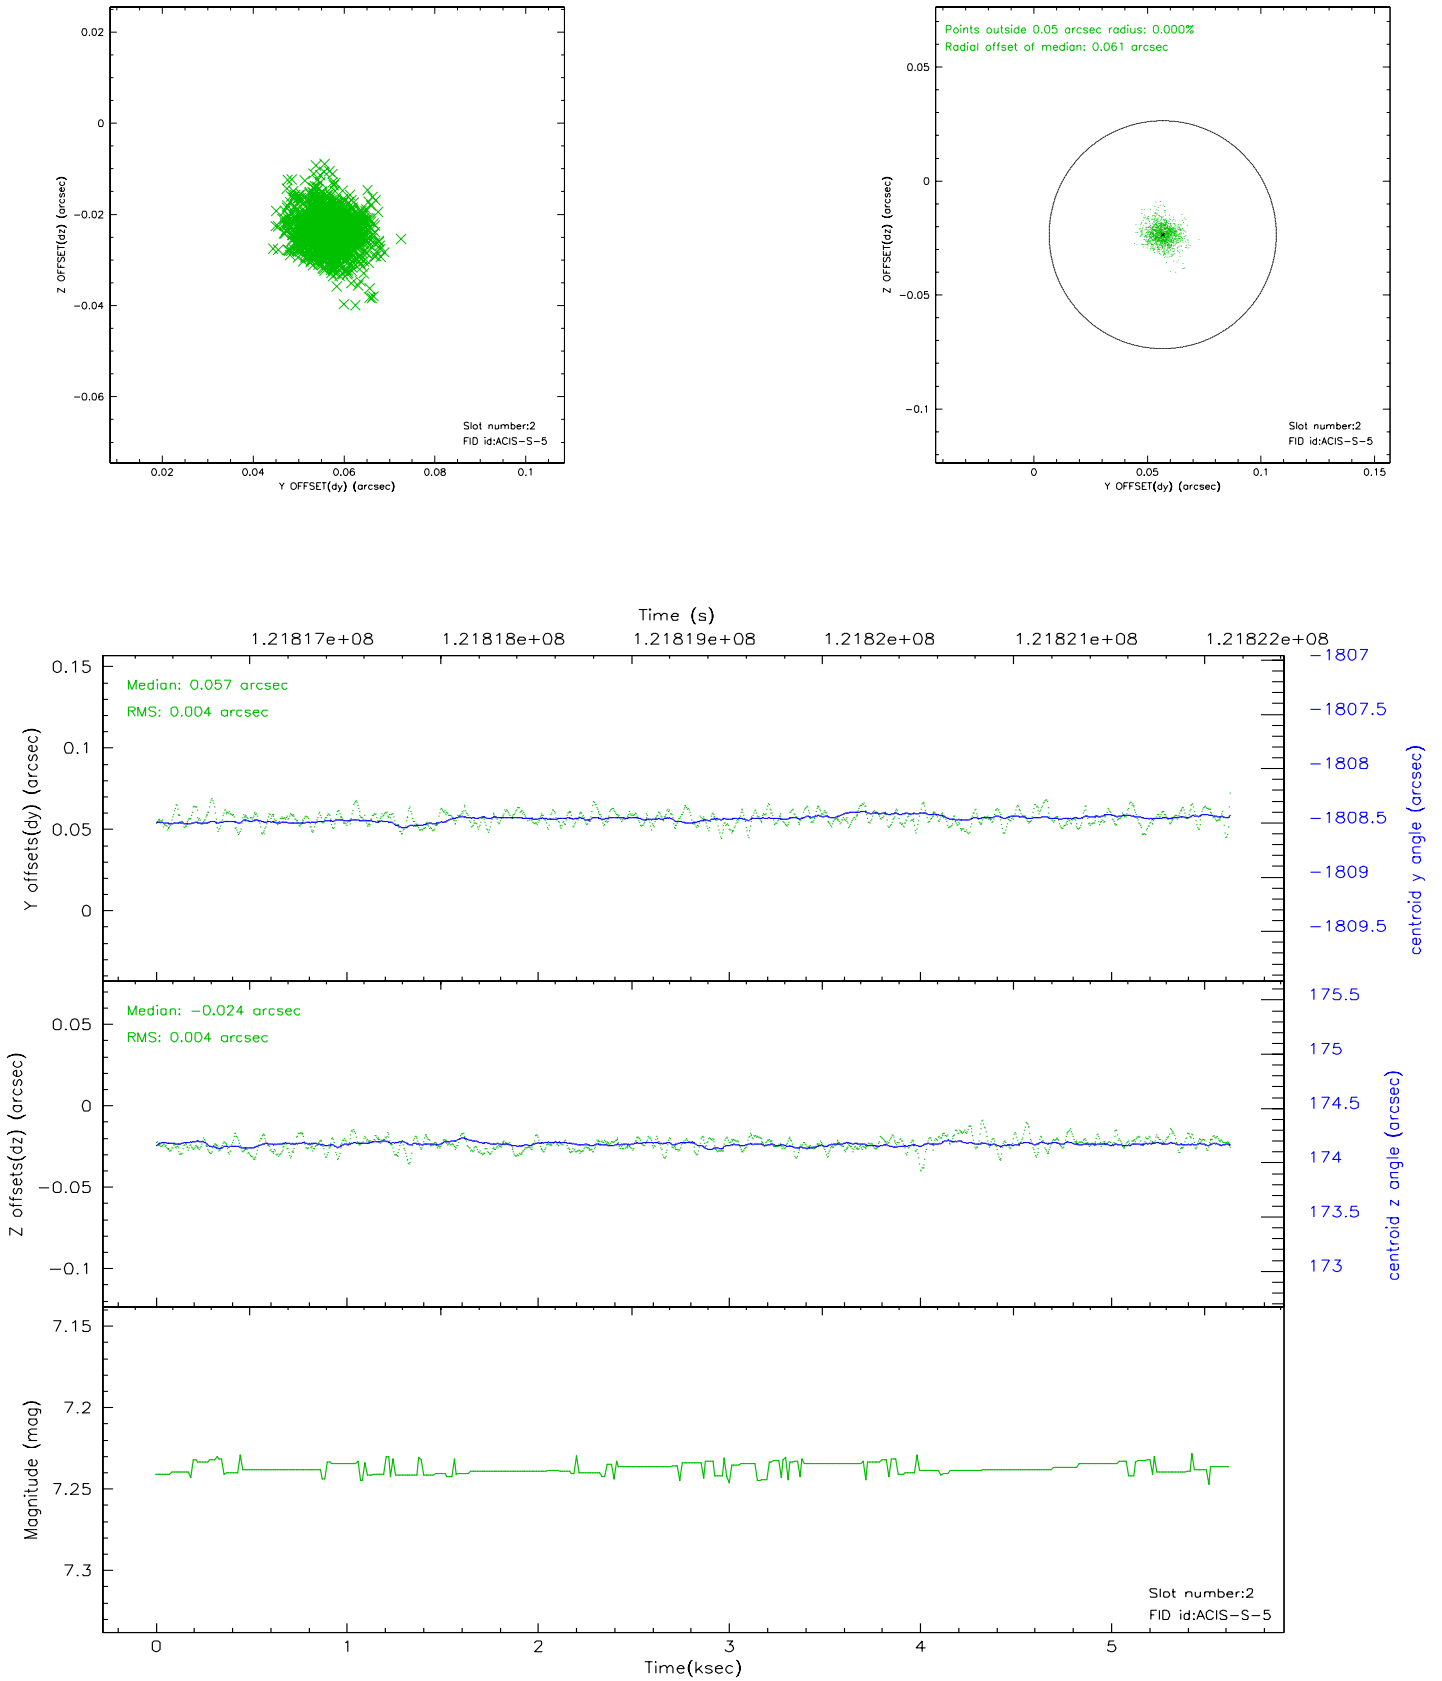 0.02
0
-0.02
-0.04
-0.06
Z OFFSET(dz) (arcsec)
0.02 0.04 0.06 0.08 0.1
Y OFFSET(dy) (arcsec)
Slot number:2
FID id:ACIS-S-5
Points outside 0.05 arcsec radius: 0.000%
Radial offset of median: 0.061 arcsec
0.05
0
-0.05
-0.1
Z OFFSET(dz) (arcsec)
0 0.05 0.1 0.15
Y OFFSET(dy) (arcsec)
Slot number:2
FID id:ACIS-S-5
Time (s)
1.21817e+08 1.21818e+08 1.21819e+08 1.2182e+08 1.21821e+08 1.21822e+08
Median: 0.057 arcsec
RMS: 0.004 arcsec
0.15
0.1
0.05
0
Y offsets(dy) (arcsec)
-1807
-1807.5
-1808
-1808.5
-1809
-1809.5
centroid y angle (arcsec)
Median: -0.024 arcsec
RMS: 0.004 arcsec
0.05
0
-0.05
-0.1
Z offsets(dz) (arcsec)
175.5
175
174.5
174
173.5
173
centroid z angle (arcsec)
7.15
7.2
7.25
7.3
Magnitude (mag)
Slot number:2
FID id:ACIS-S-5
0 1 2 3 4 5
Time(ksec)